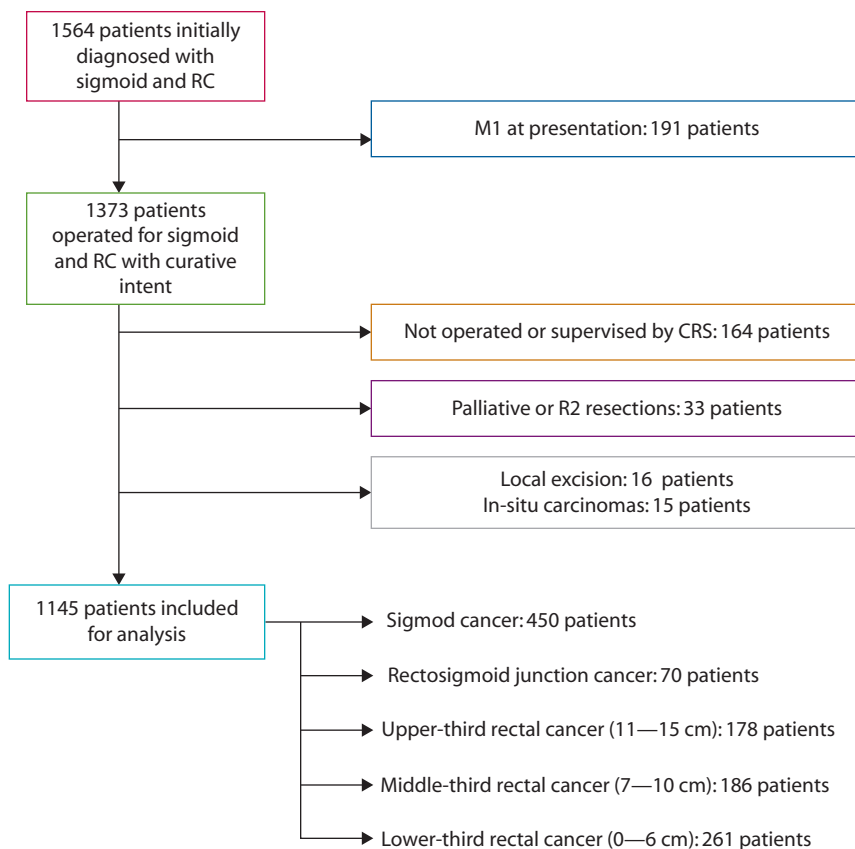 1564 patients initially
diagnosed with
sigmoid and RC
M1 at presentation: 191 patients
1373 patients
operated for sigmoid
and RC with curative
intent
Not operated or supervised by CRS: 164 patients
Palliative or R2 resections: 33 patients
Local excision: 16 patients
In-situ carcinomas: 15 patients
1145 patients included
for analysis
Sigmod cancer: 450 patients
Rectosigmoid junction cancer: 70 patients
Upper-third rectal cancer (11—15 cm): 178 patients
Middle-third rectal cancer (7—10 cm): 186 patients
Lower-third rectal cancer (0—6 cm): 261 patients